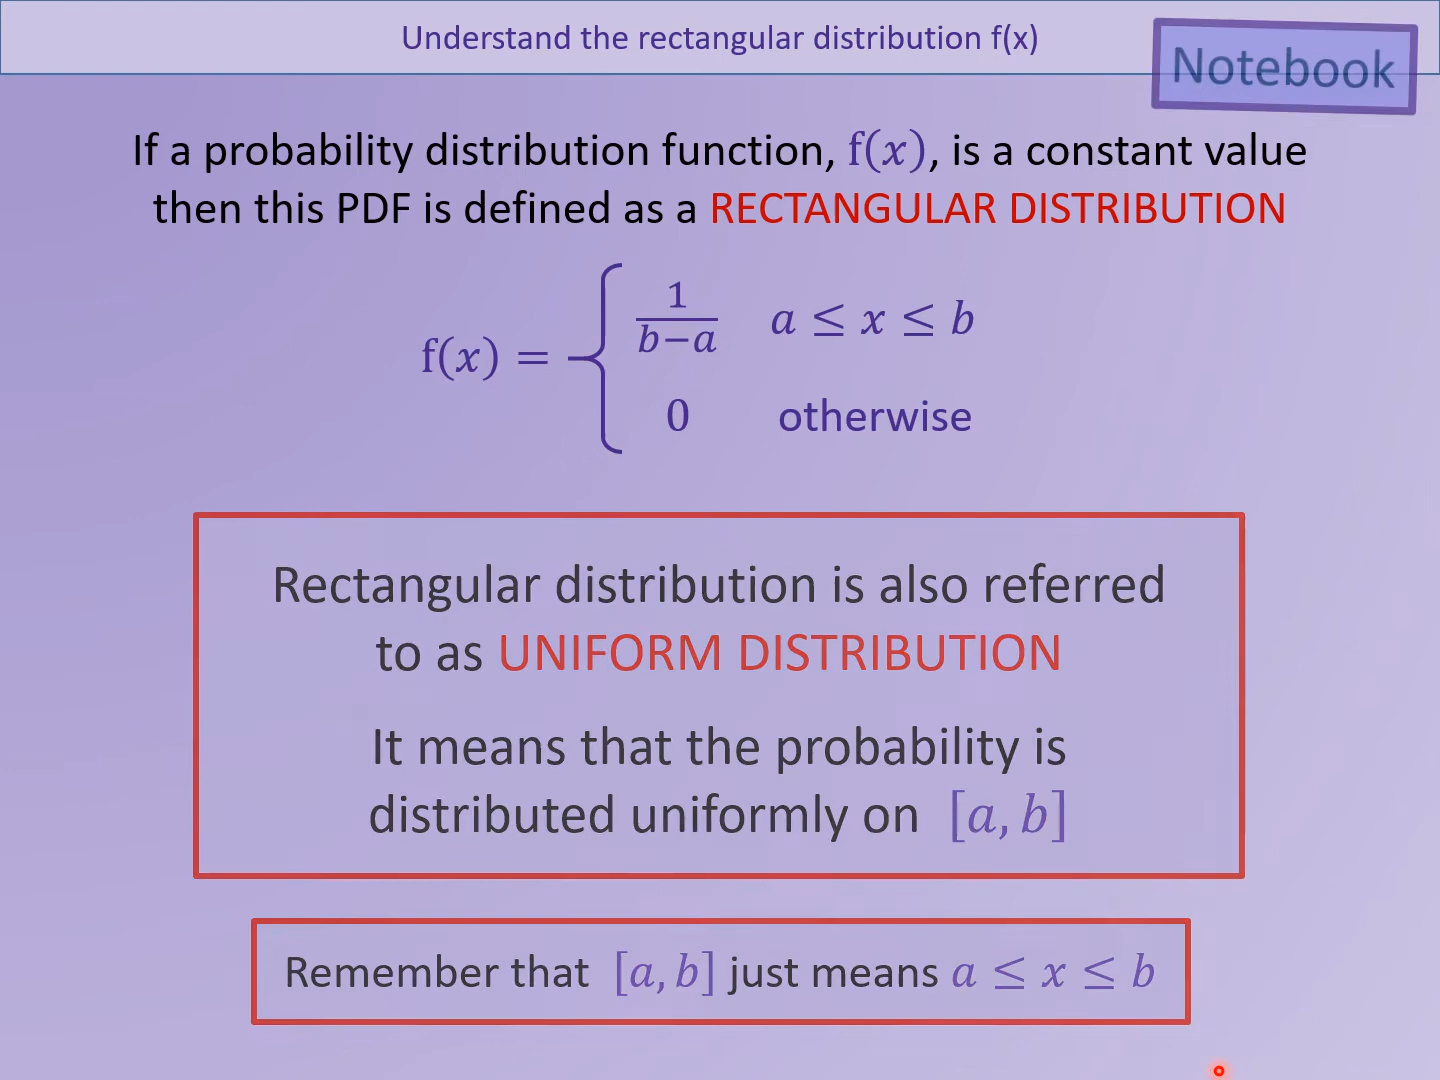 Understand the rectangular distribution f(x)
Notebook
If a probability distribution function, f(x), is a constant value
then this PDF is defined as a RECTANGULAR DISTRIBUTION
f(x) = { 1/(b−a) a ≤ x ≤ b
0 otherwise
Rectangular distribution is also referred
to as UNIFORM DISTRIBUTION
It means that the probability is
distributed uniformly on [a, b]
Remember that [a, b] just means a ≤ x ≤ b